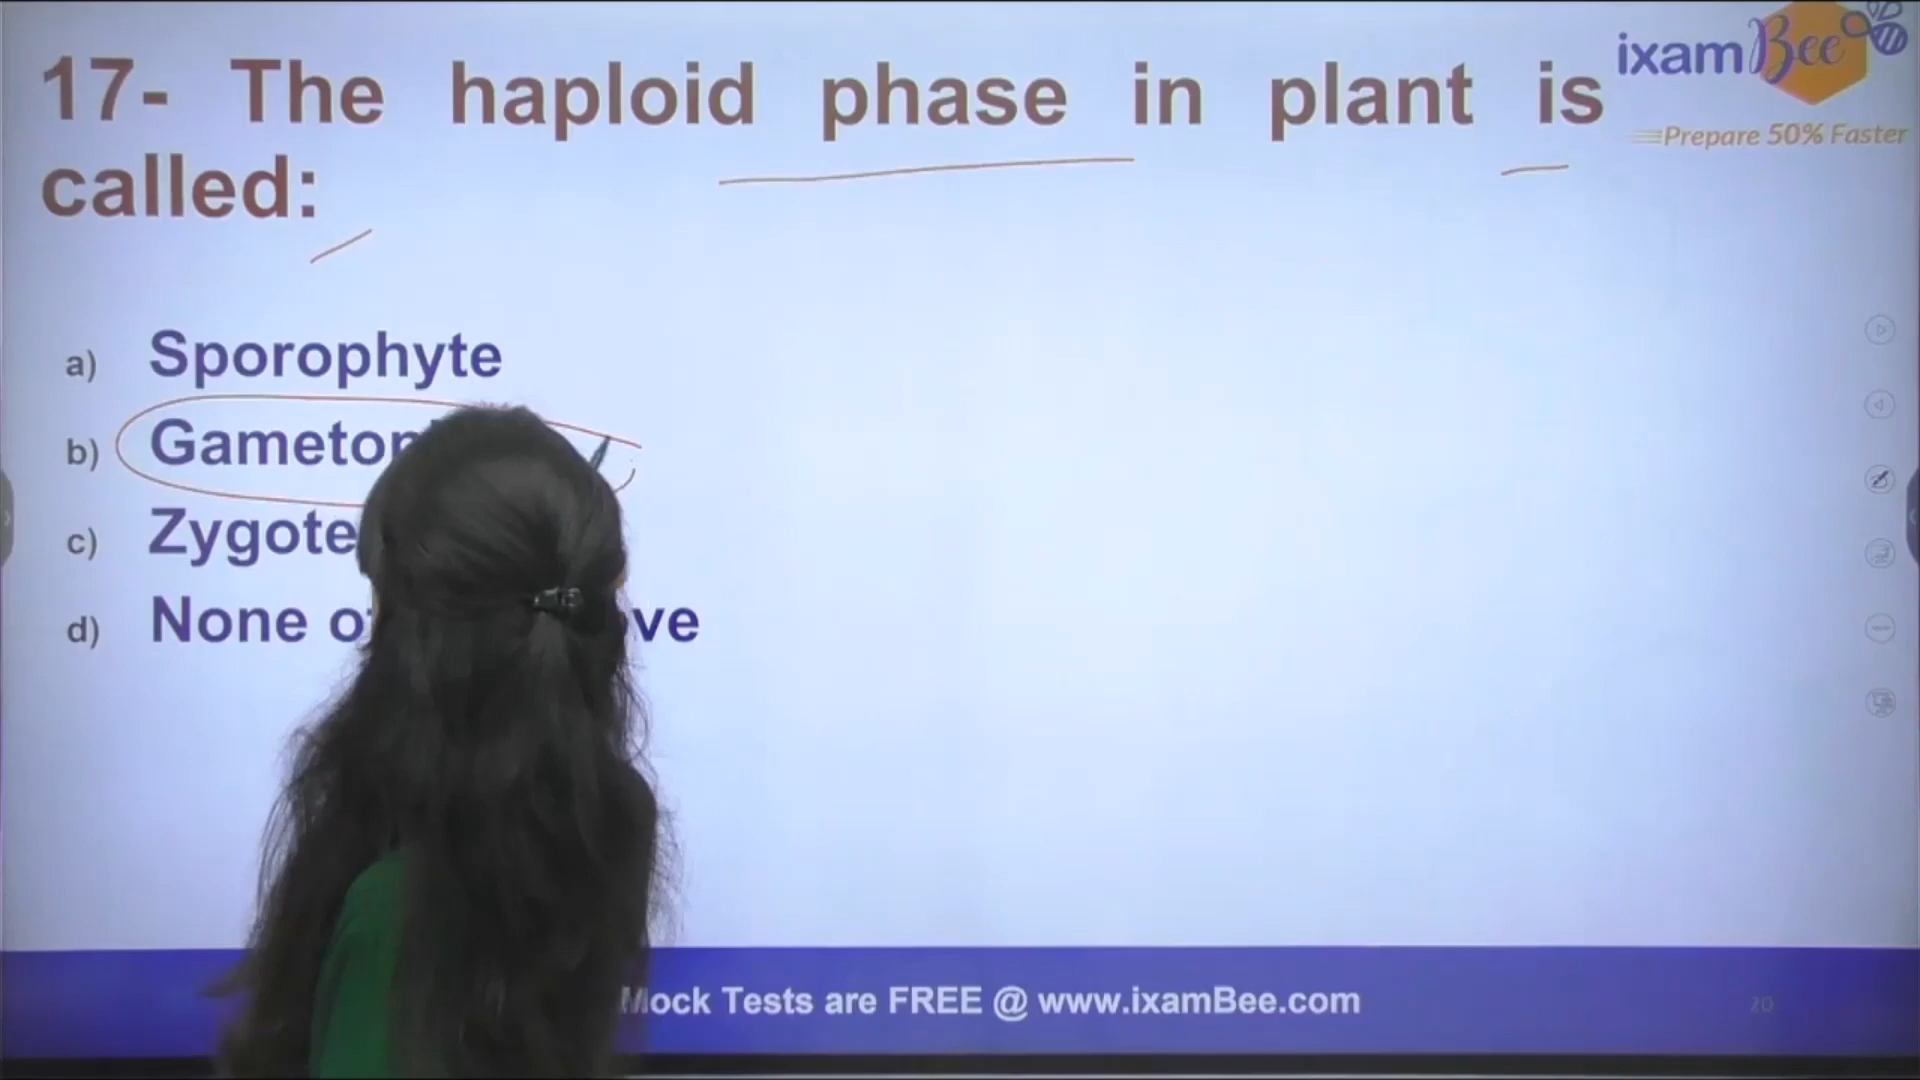 17- The haploid phase in plant is
called:
ixamBee
Prepare 50% Faster
a) Sporophyte
b)
c) Zygote
d) None ve
Mock Tests are FREE @ www.ixamBee.com
20